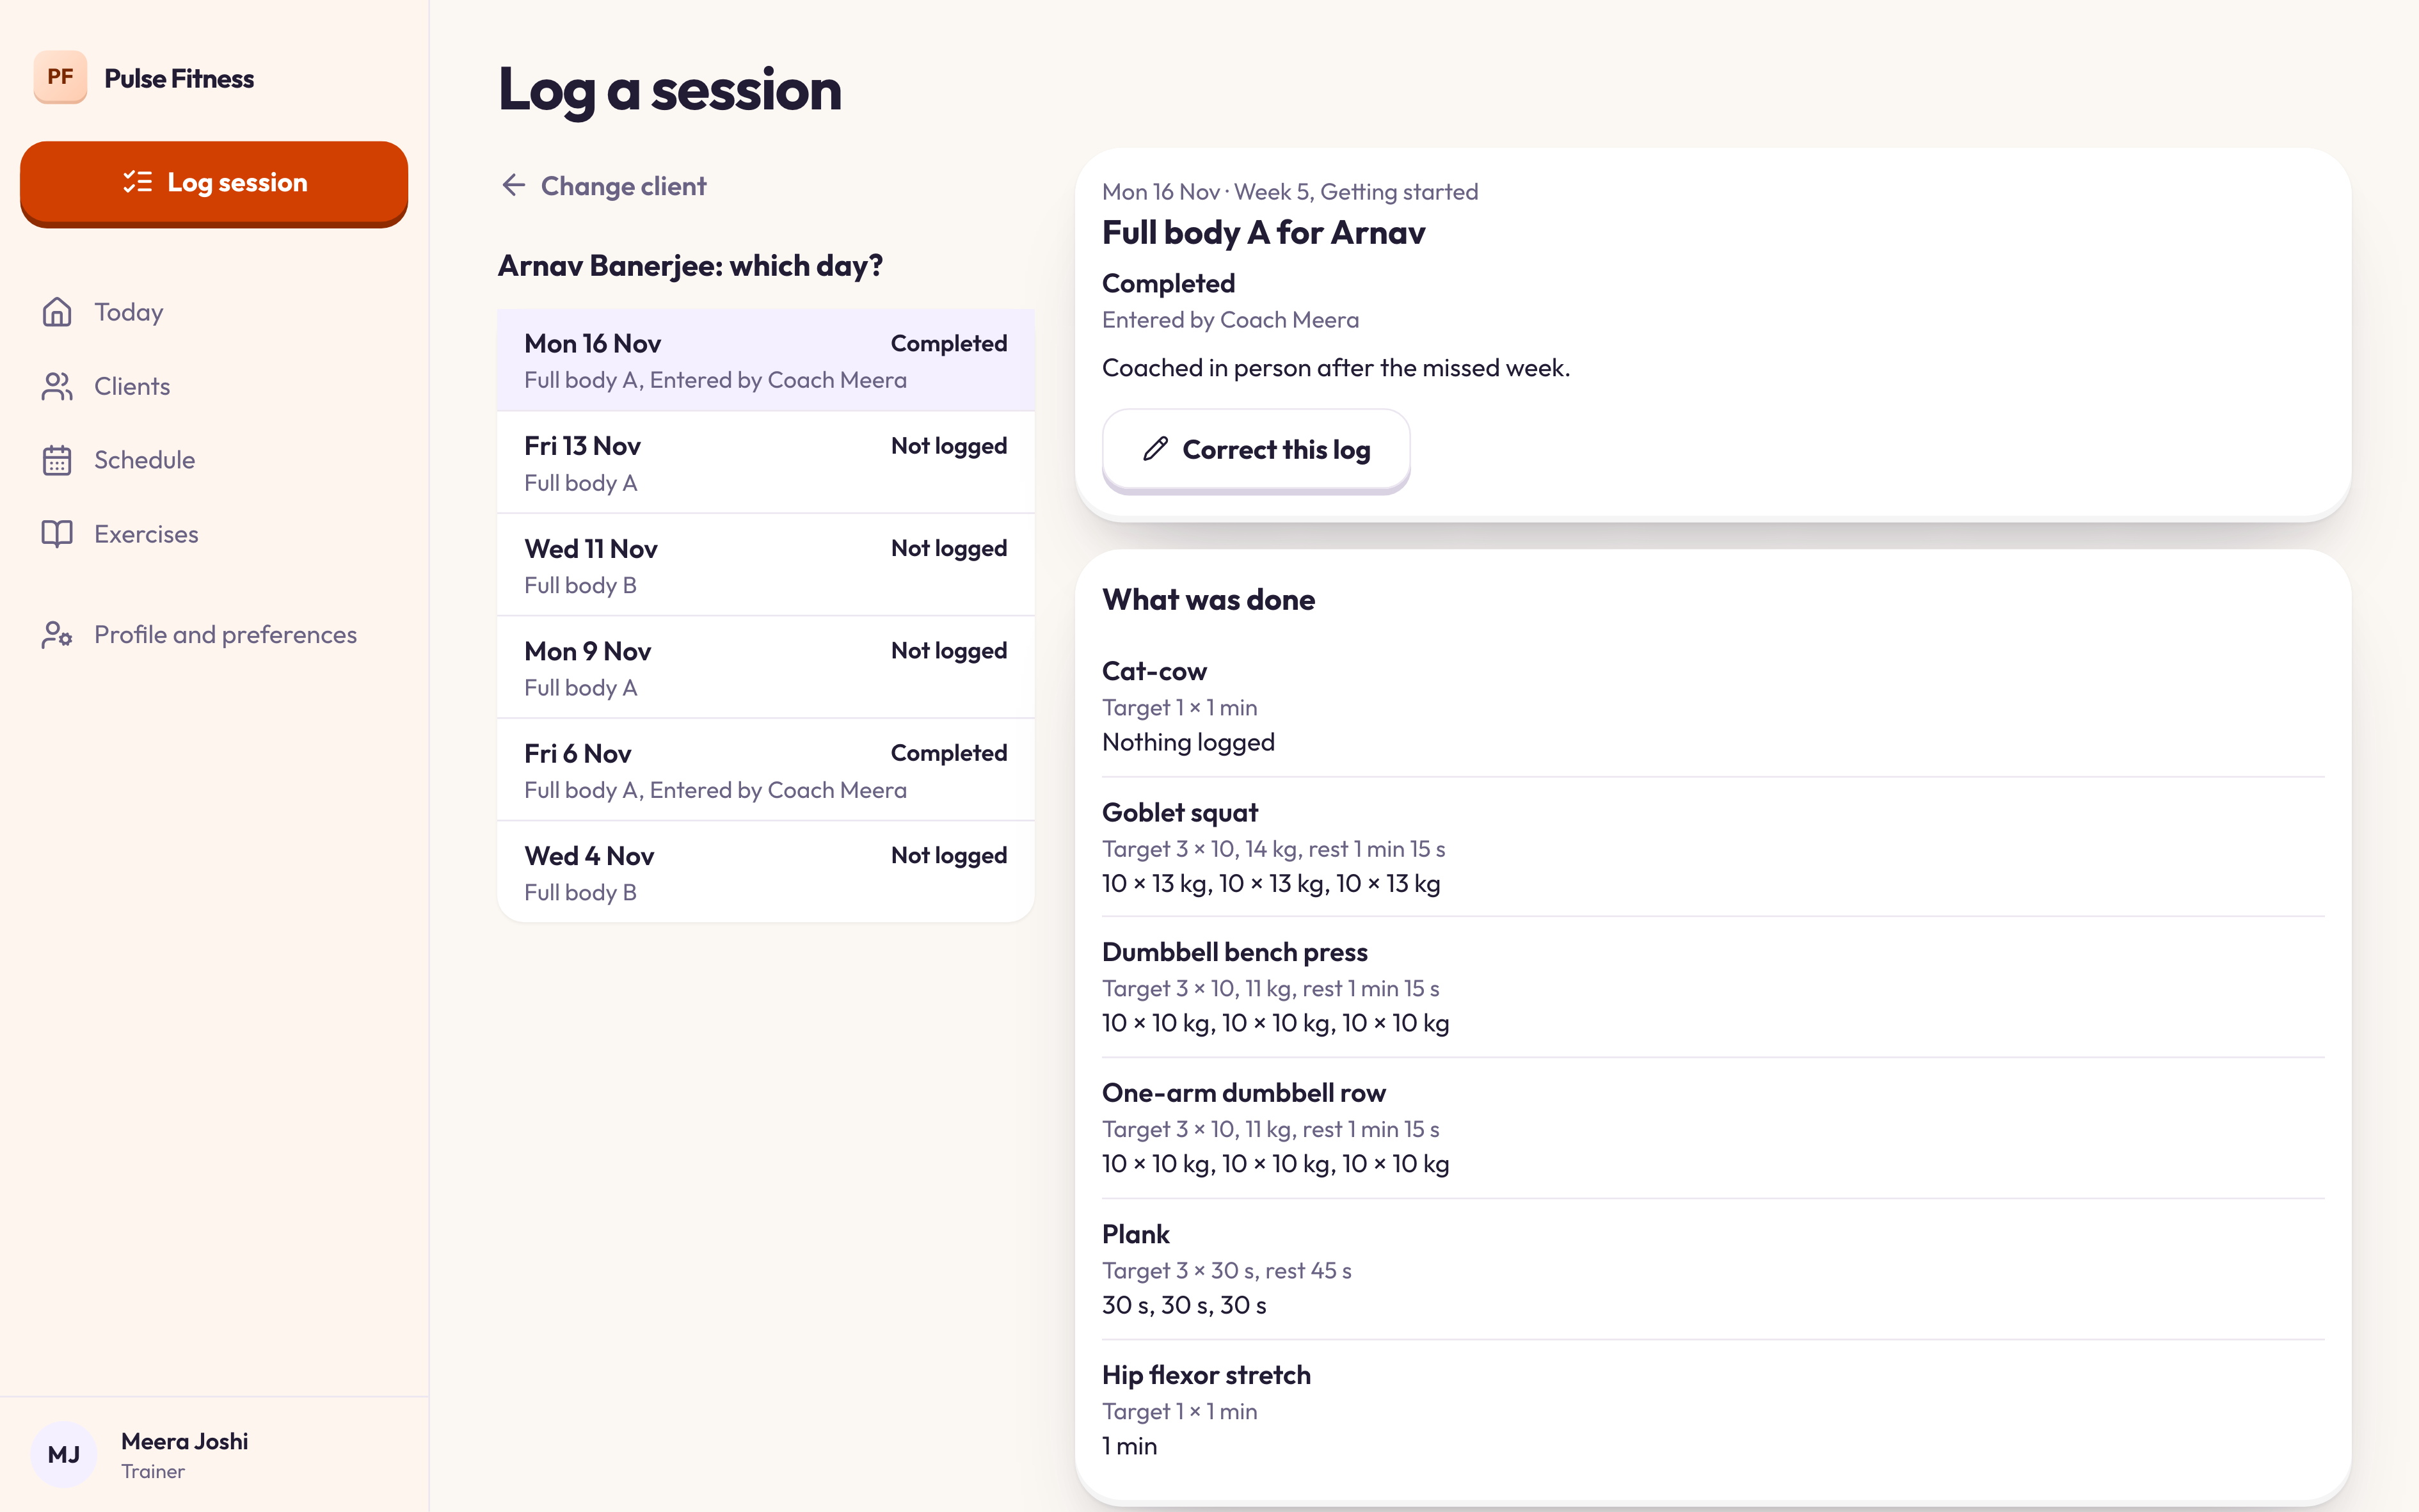 PF
Pulse Fitness
Log session
Today
Clients
Schedule
Exercises
Profile and preferences
MJ
Meera Joshi
Trainer
Log a session
Change client
Arnav Banerjee: which day?
Mon 16 Nov Completed
Full body A, Entered by Coach Meera
Fri 13 Nov Not logged
Full body A
Wed 11 Nov Not logged
Full body B
Mon 9 Nov Not logged
Full body A
Fri 6 Nov Completed
Full body A, Entered by Coach Meera
Wed 4 Nov Not logged
Full body B
Mon 16 Nov · Week 5, Getting started
Full body A for Arnav
Completed
Entered by Coach Meera
Coached in person after the missed week.
Correct this log
What was done
Cat-cow
Target 1 × 1 min
Nothing logged
Goblet squat
Target 3 × 10, 14 kg, rest 1 min 15 s
10 × 13 kg, 10 × 13 kg, 10 × 13 kg
Dumbbell bench press
Target 3 × 10, 11 kg, rest 1 min 15 s
10 × 10 kg, 10 × 10 kg, 10 × 10 kg
One-arm dumbbell row
Target 3 × 10, 11 kg, rest 1 min 15 s
10 × 10 kg, 10 × 10 kg, 10 × 10 kg
Plank
Target 3 × 30 s, rest 45 s
30 s, 30 s, 30 s
Hip flexor stretch
Target 1 × 1 min
1 min